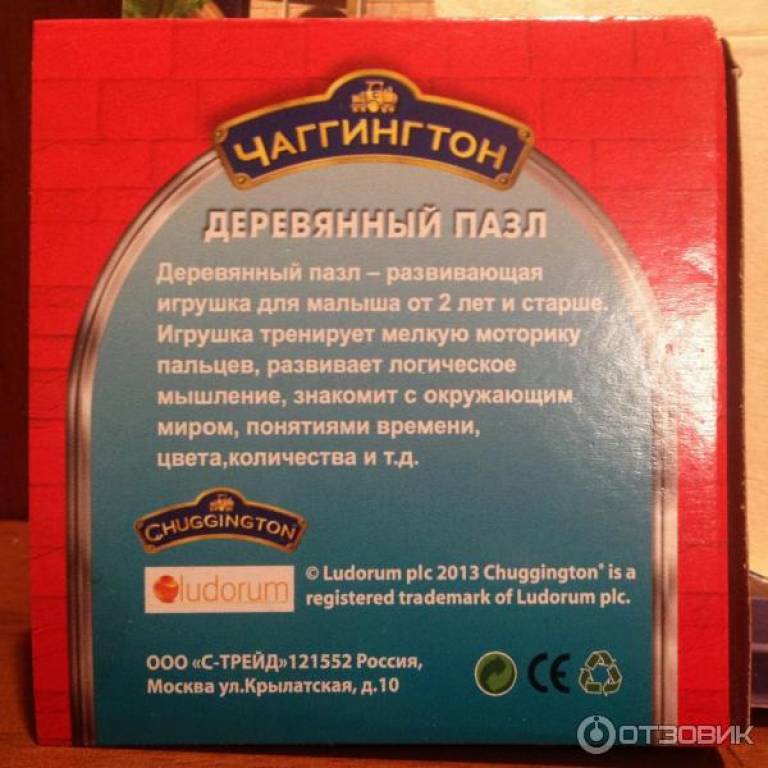 ЧАГГИНГТОН
ДЕРЕВЯННЫЙ ПАЗЛ
Деревянный пазл – развивающая
игрушка для малыша от 2 лет и старше.
Игрушка тренирует мелкую моторику
пальцев, развивает логическое
мышление, знакомит с окружающим
миром, понятиями времени,
цвета,количества и т.д.
CHUGGINGTON
ludorum
© Ludorum plc 2013 Chuggington® is a
registered trademark of Ludorum plc.
ООО «С-ТРЕЙД»121552 Россия,
Москва ул.Крылатская, д.10
CE
ОТЗОВИК